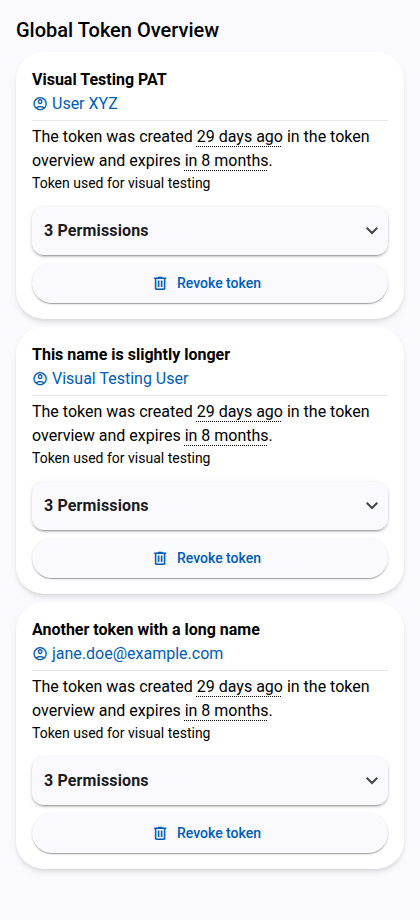 Global Token Overview
Visual Testing PAT
User XYZ
The token was created 29 days ago in the token
overview and expires in 8 months.
Token used for visual testing
3 Permissions
Revoke token
This name is slightly longer
Visual Testing User
The token was created 29 days ago in the token
overview and expires in 8 months.
Token used for visual testing
3 Permissions
Revoke token
Another token with a long name
jane.doe@example.com
The token was created 29 days ago in the token
overview and expires in 8 months.
Token used for visual testing
3 Permissions
Revoke token